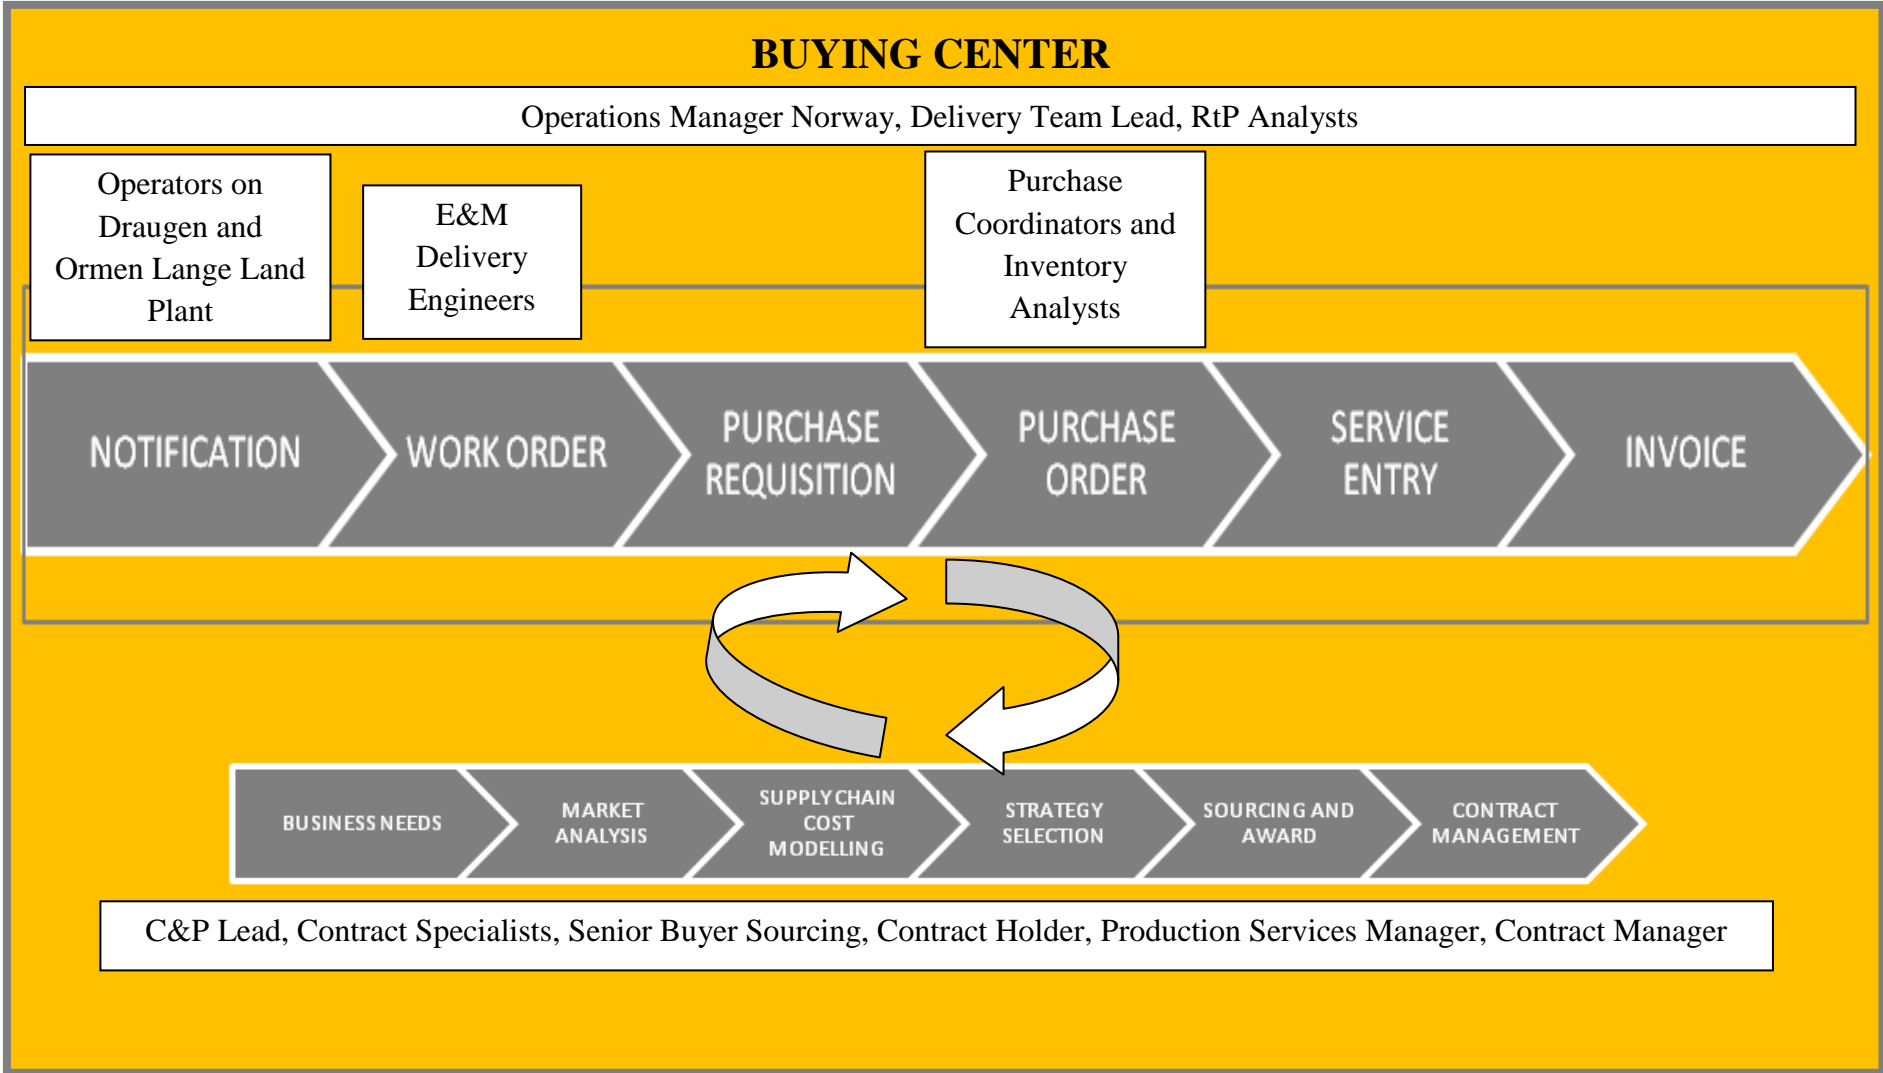 BUYING CENTER
Operations Manager Norway, Delivery Team Lead, RtP Analysts
Operators on
Draugen and
Ormen Lange Land
Plant
E&M
Delivery
Engineers
Purchase
Coordinators and
Inventory
Analysts
NOTIFICATION
WORK ORDER
PURCHASE
REQUISITION
PURCHASE
ORDER
SERVICE
ENTRY
INVOICE
BUSINESS NEEDS
MARKET
ANALYSIS
SUPPLY CHAIN
COST
MODELLING
STRATEGY
SELECTION
SOURCING AND
AWARD
CONTRACT
MANAGEMENT
C&P Lead, Contract Specialists, Senior Buyer Sourcing, Contract Holder, Production Services Manager, Contract Manager